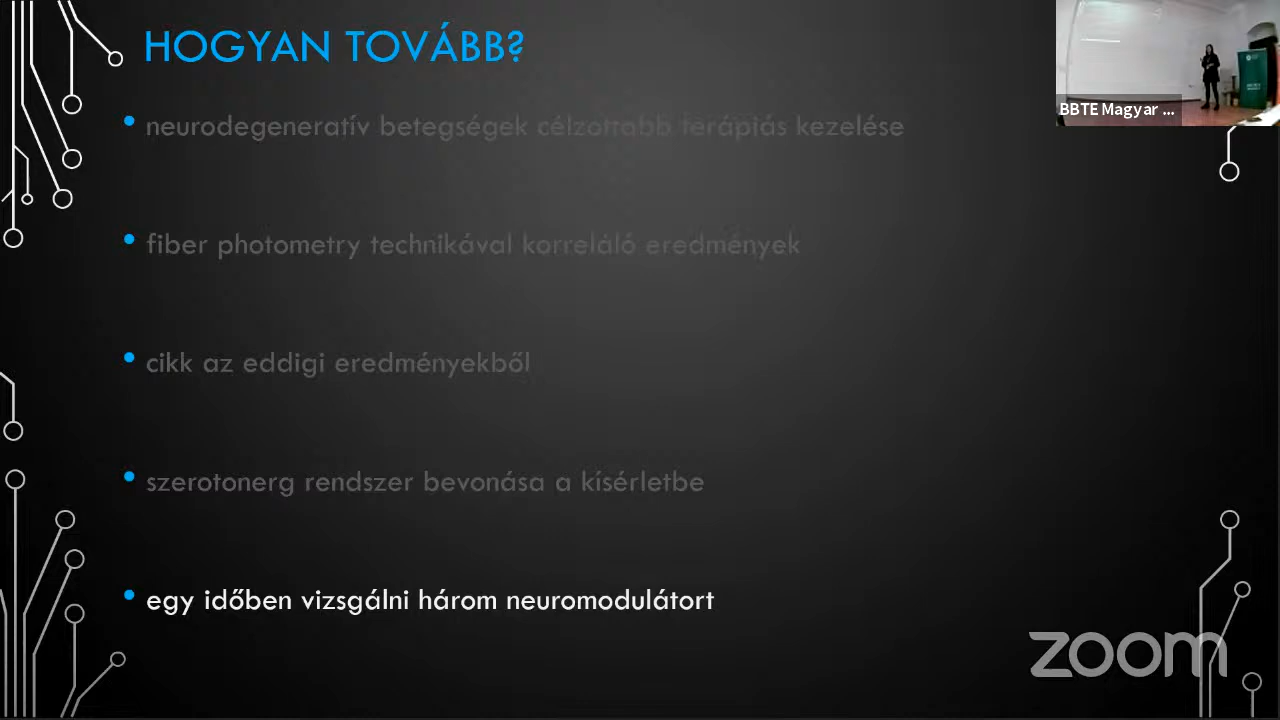 HOGYAN TOVÁBB?
neurodegeneratív betegségek célzottabb terápiás kezelése
fiber photometry technikával korreláló eredmények
cikk az eddigi eredményekből
szerotonerg rendszer bevonása a kísérletbe
egy időben vizsgálni három neuromodulátort
BBTE Magyar ...
zoom